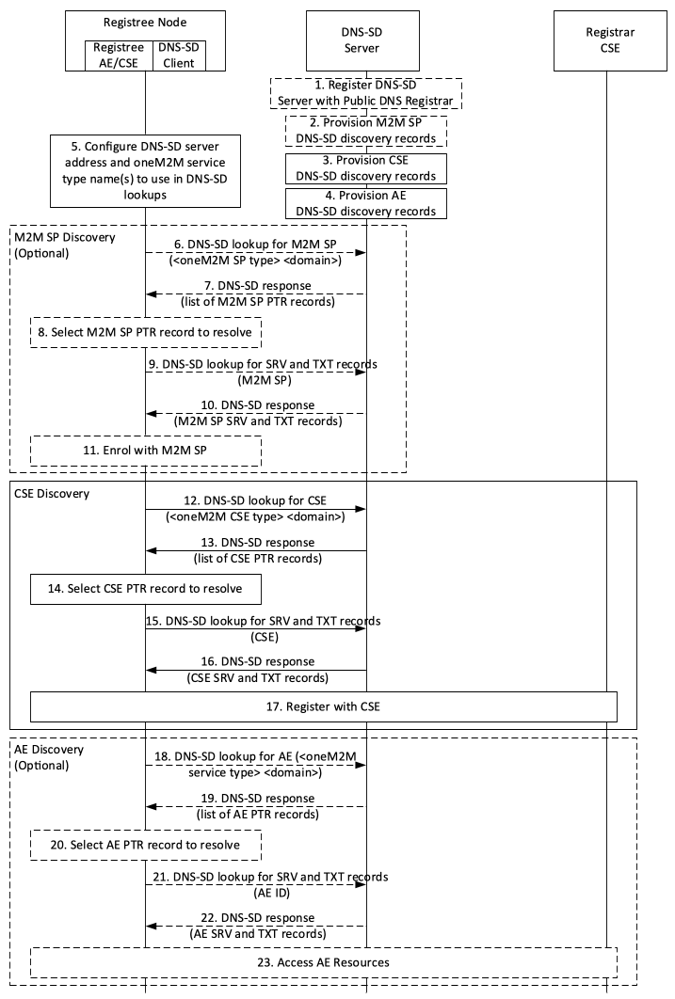 Registree Node
Registree
AE/CSE
DNS-SD
Client
DNS-SD
Server
Registrar
CSE
1. Register DNS-SD
Server with Public DNS Registrar
2. Provision M2M SP
DNS-SD discovery records
3. Provision CSE
DNS-SD discovery records
4. Provision AE
DNS-SD discovery records
5. Configure DNS-SD server
address and oneM2M service
type name(s) to use in DNS-SD
lookups
M2M SP Discovery
(Optional)
6. DNS-SD lookup for M2M SP
(<oneM2M SP type> <domain>)
7. DNS-SD response
(list of M2M SP PTR records)
8. Select M2M SP PTR record to resolve
9. DNS-SD lookup for SRV and TXT records
(M2M SP)
10. DNS-SD response
(M2M SP SRV and TXT records)
11. Enrol with M2M SP
CSE Discovery
12. DNS-SD lookup for CSE
(<oneM2M CSE type> <domain>)
13. DNS-SD response
(list of CSE PTR records)
14. Select CSE PTR record to resolve
15. DNS-SD lookup for SRV and TXT records
(CSE)
16. DNS-SD response
(CSE SRV and TXT records)
17. Register with CSE
AE Discovery
(Optional)
18. DNS-SD lookup for AE (<oneM2M
service type> <domain>)
19. DNS-SD response
(list of AE PTR records)
20. Select AE PTR record to resolve
21. DNS-SD lookup for SRV and TXT records
(AE ID)
22. DNS-SD response
(AE SRV and TXT records)
23. Access AE Resources